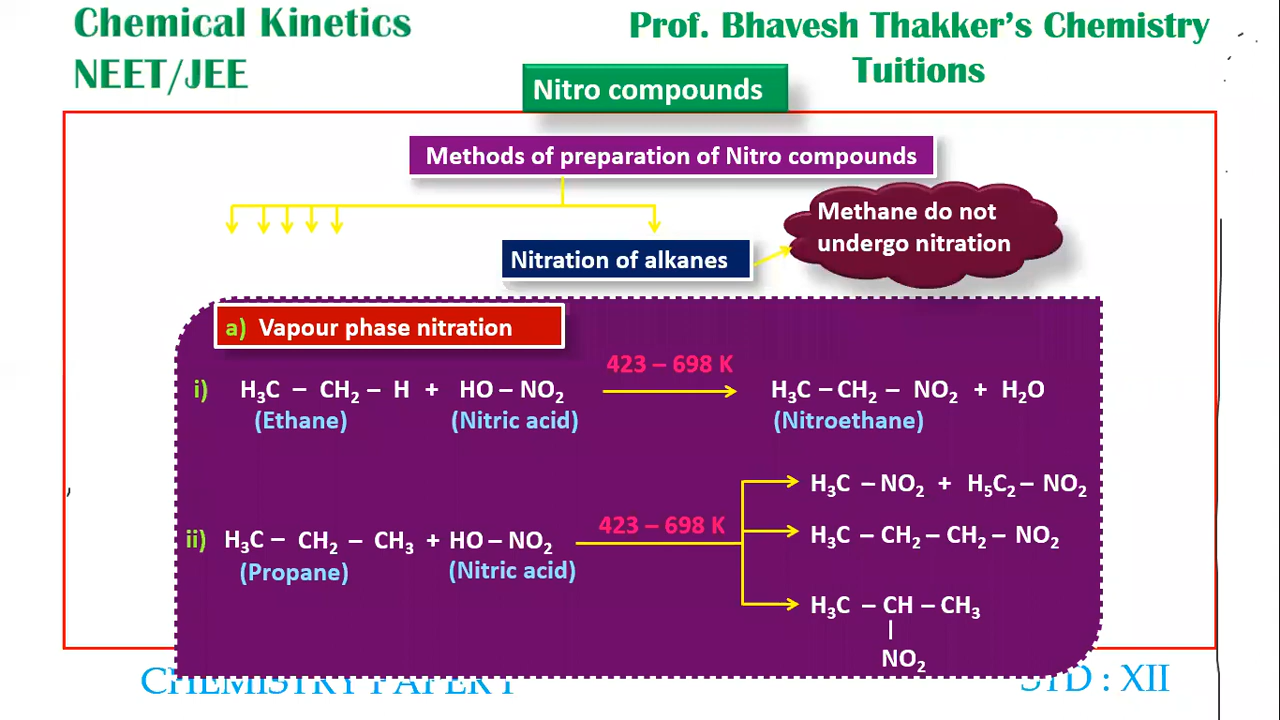 Chemical Kinetics
NEET/JEE
Prof. Bhavesh Thakker's Chemistry
Tuitions
Nitro compounds
Methods of preparation of Nitro compounds
Methane do not
undergo nitration
Nitration of alkanes
a) Vapour phase nitration
423 – 698 K
i) H₃C – CH₂ – H + HO – NO₂ H₃C – CH₂ – NO₂ + H₂O
(Ethane) (Nitric acid) (Nitroethane)
H₃C – NO₂ + H₅C₂ – NO₂
423 – 698 K
H₃C – CH₂ – CH₂ – NO₂
ii) H₃C – CH₂ – CH₃ + HO – NO₂
(Propane) (Nitric acid)
H₃C – CH – CH₃
|
NO₂
CHEMISTRY PAPER I
STD : XII